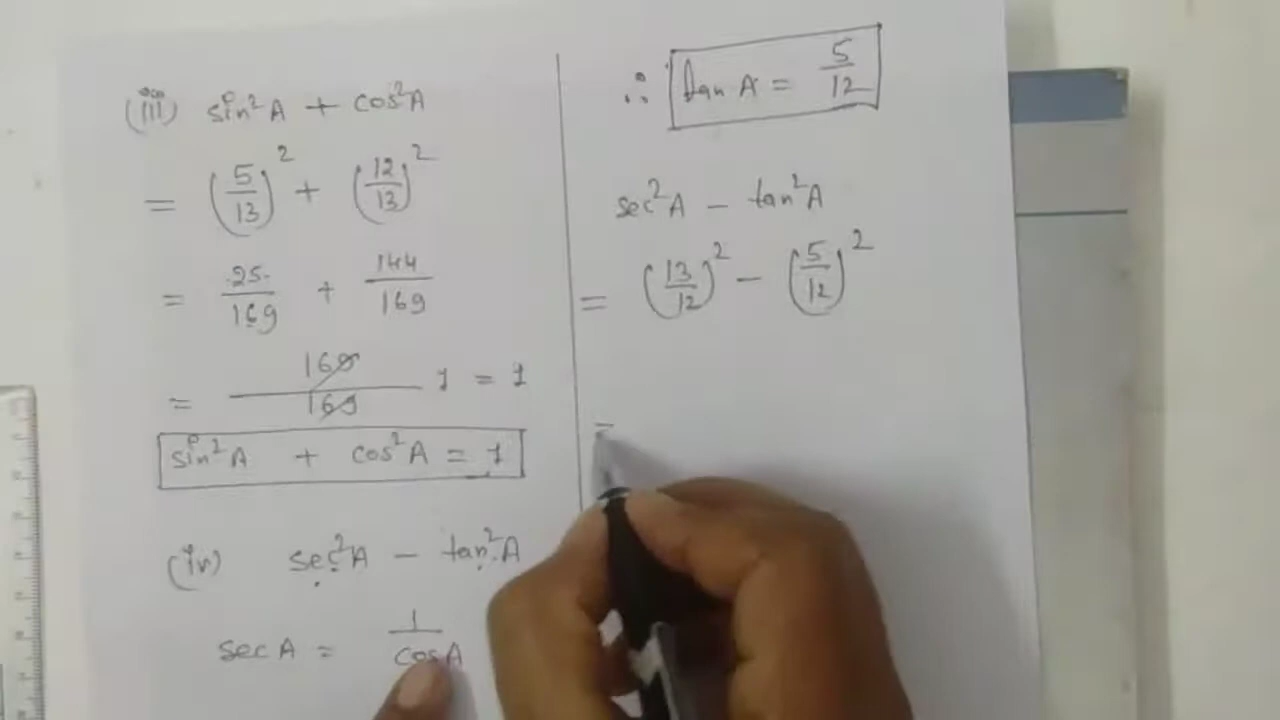 (iii) sin²A + cos²A
= (5/13)² + (12/13)²
= 25/169 + 144/169
= 169/169 1 = 1
sin²A + cos²A = 1
(iv) sec²A − tan²A
sec A = 1/cosA
∴ tan A = 5/12
sec²A − tan²A
= (13/12)² − (5/12)²
=